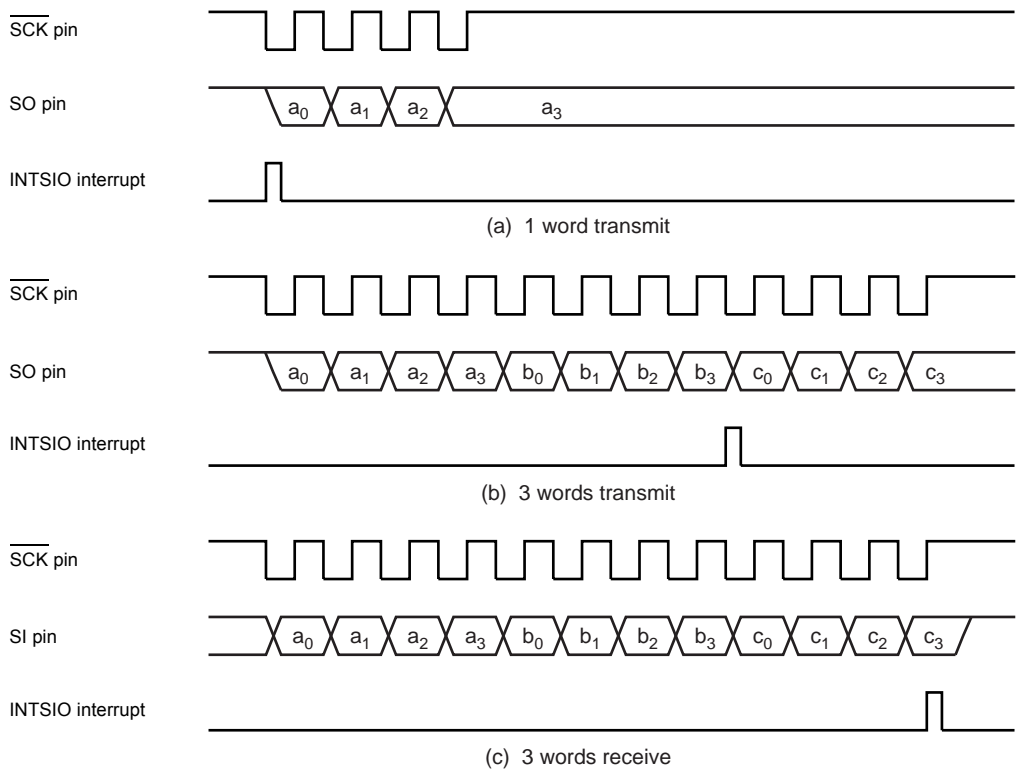 SCK pin
SO pin a0 a1 a2 a3
INTSIO interrupt
(a) 1 word transmit
SCK pin
SO pin a0 a1 a2 a3 b0 b1 b2 b3 c0 c1 c2 c3
INTSIO interrupt
(b) 3 words transmit
SCK pin
SI pin a0 a1 a2 a3 b0 b1 b2 b3 c0 c1 c2 c3
INTSIO interrupt
(c) 3 words receive